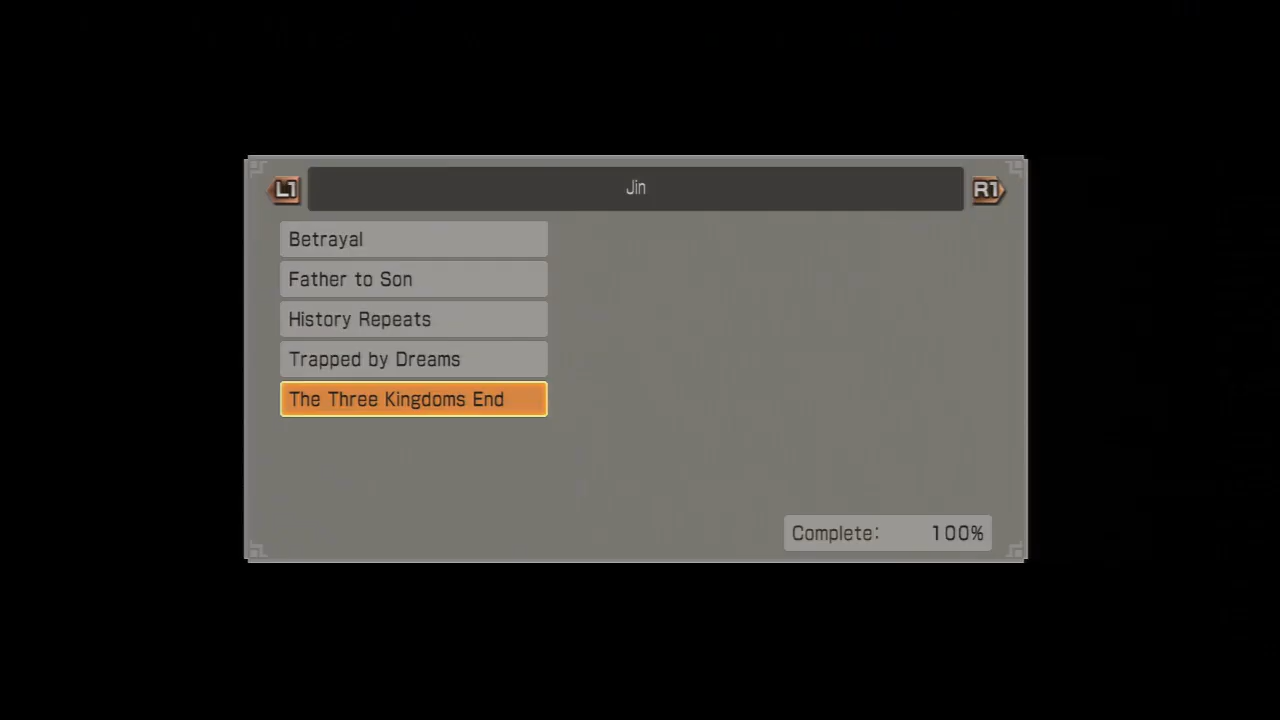 L1 Jin R1
Betrayal
Father to Son
History Repeats
Trapped by Dreams
The Three Kingdoms End
Complete: 100%